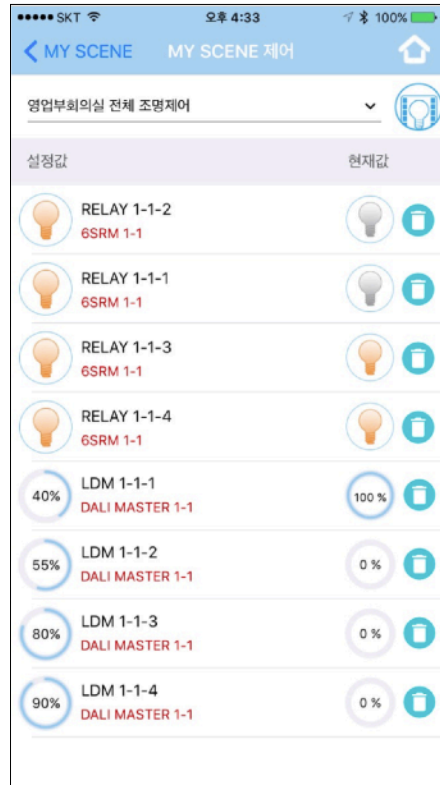 SKT 오후 4:33 100%
MY SCENE MY SCENE 제어
영업부회의실 전체 조명제어
설정값 현재값
RELAY 1-1-2
6SRM 1-1
RELAY 1-1-1
6SRM 1-1
RELAY 1-1-3
6SRM 1-1
RELAY 1-1-4
6SRM 1-1
40% LDM 1-1-1 100 %
DALI MASTER 1-1
55% LDM 1-1-2 0 %
DALI MASTER 1-1
80% LDM 1-1-3 0 %
DALI MASTER 1-1
90% LDM 1-1-4 0 %
DALI MASTER 1-1